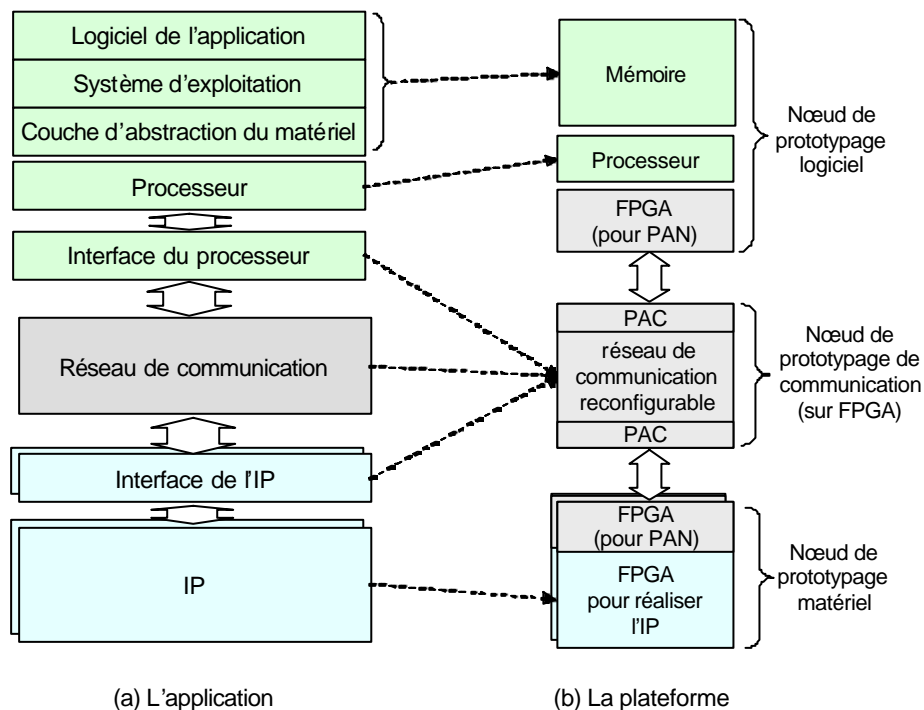 Logiciel de l'application
Système d'exploitation
Couche d'abstraction du matériel
Processeur
Interface du processeur
Réseau de communication
Interface de l'IP
IP
(a) L'application
Mémoire
Processeur
FPGA
(pour PAN)
PAC
réseau de
communication
reconfigurable
PAC
FPGA
(pour PAN)
FPGA
pour réaliser
l'IP
(b) La plateforme
Nœud de
prototypage
logiciel
Nœud de
prototypage de
communication
(sur FPGA)
Nœud de
prototypage
matériel